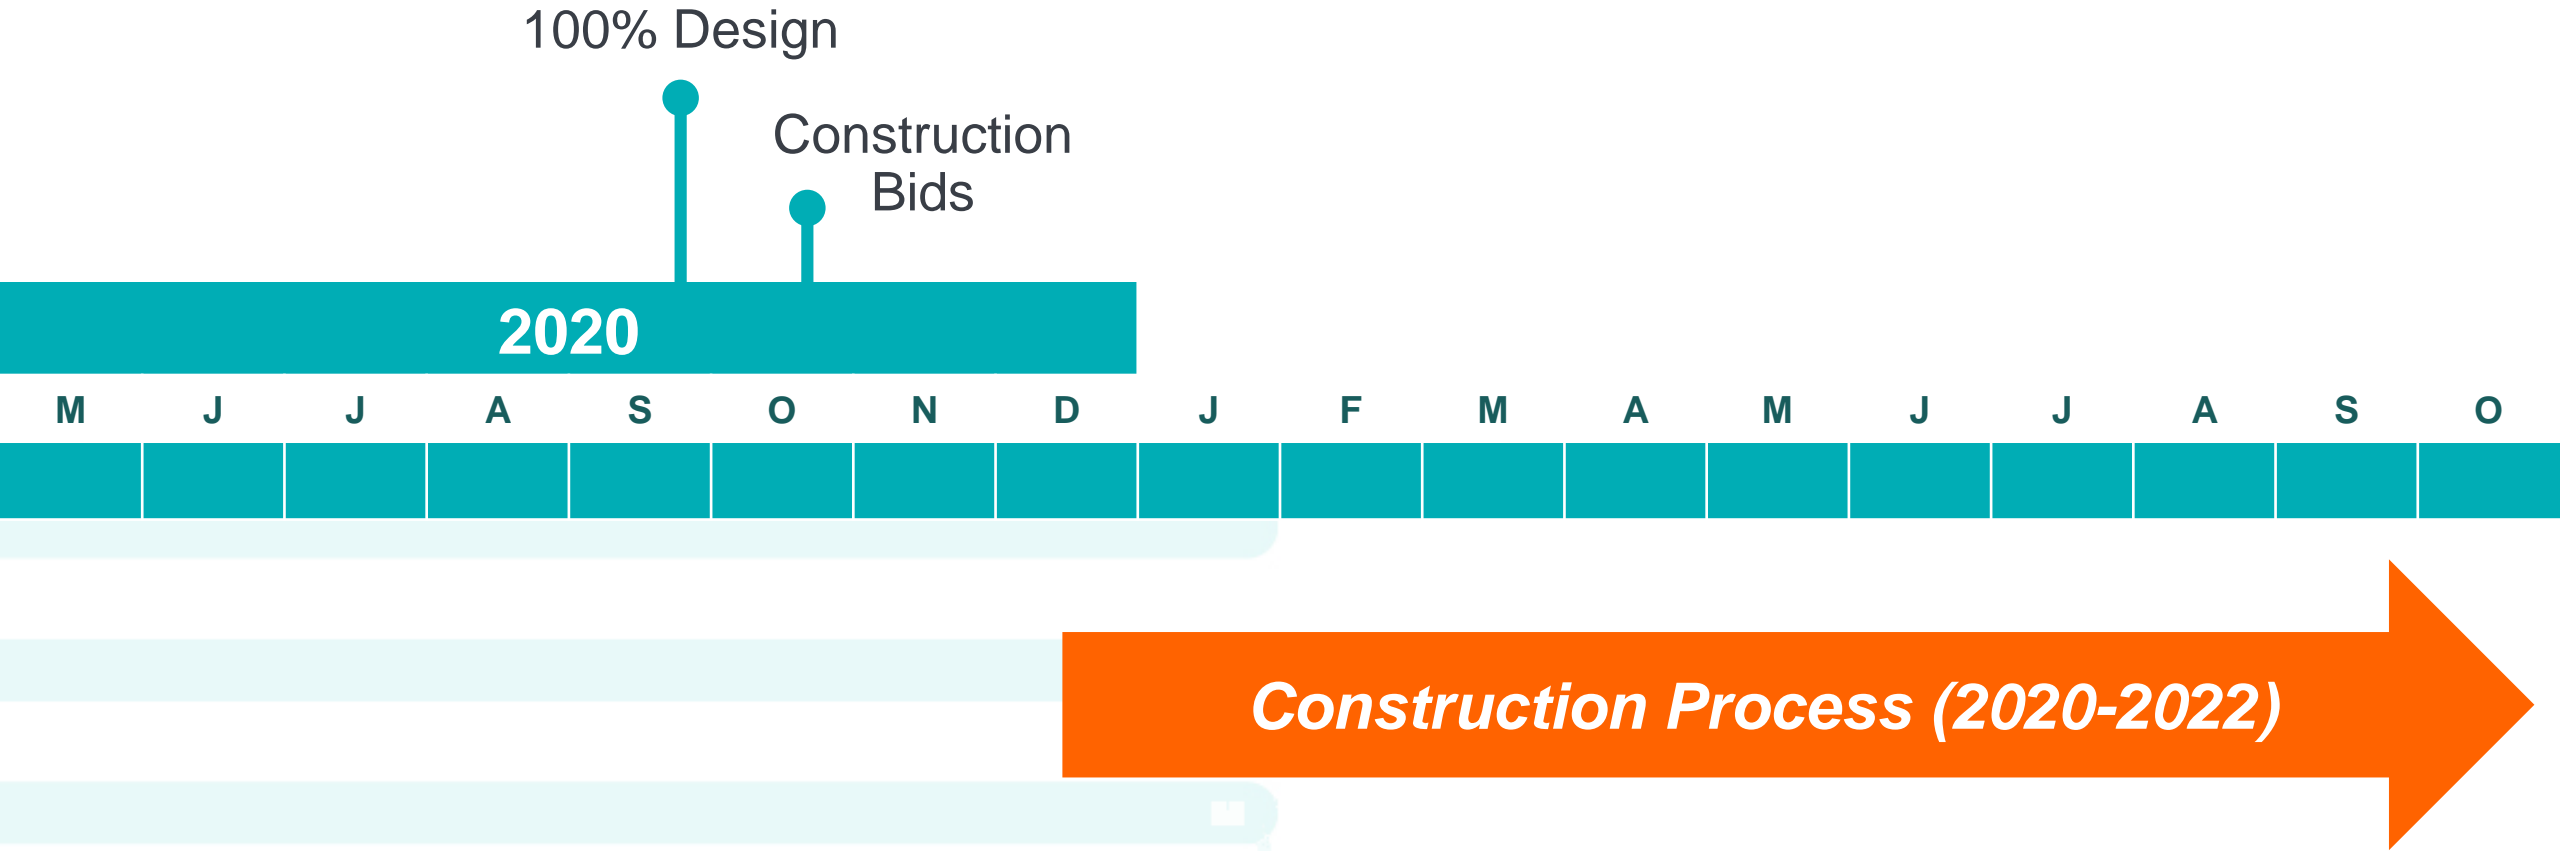 100% Design
Construction
Bids
2020
M J J A S O N D J F M A M J J A S O
Construction Process (2020-2022)